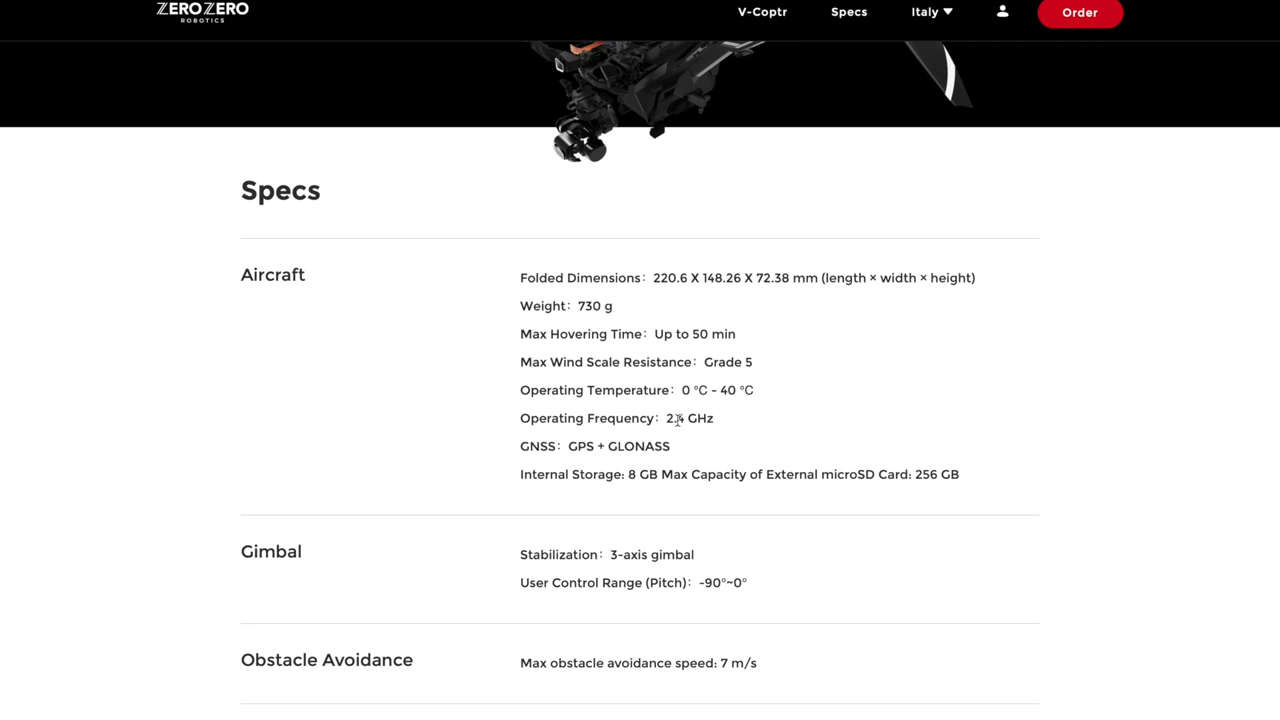 ZEROZERO
ROBOTICS
V-Coptr
Specs
Italy
Order
Specs
Aircraft
Folded Dimensions： 220.6 X 148.26 X 72.38 mm (length × width × height)
Weight： 730 g
Max Hovering Time： Up to 50 min
Max Wind Scale Resistance： Grade 5
Operating Temperature： 0 ℃ - 40 ℃
Operating Frequency： 2.4 GHz
GNSS： GPS + GLONASS
Internal Storage: 8 GB Max Capacity of External microSD Card: 256 GB
Gimbal
Stabilization： 3-axis gimbal
User Control Range (Pitch)： -90°~0°
Obstacle Avoidance
Max obstacle avoidance speed: 7 m/s